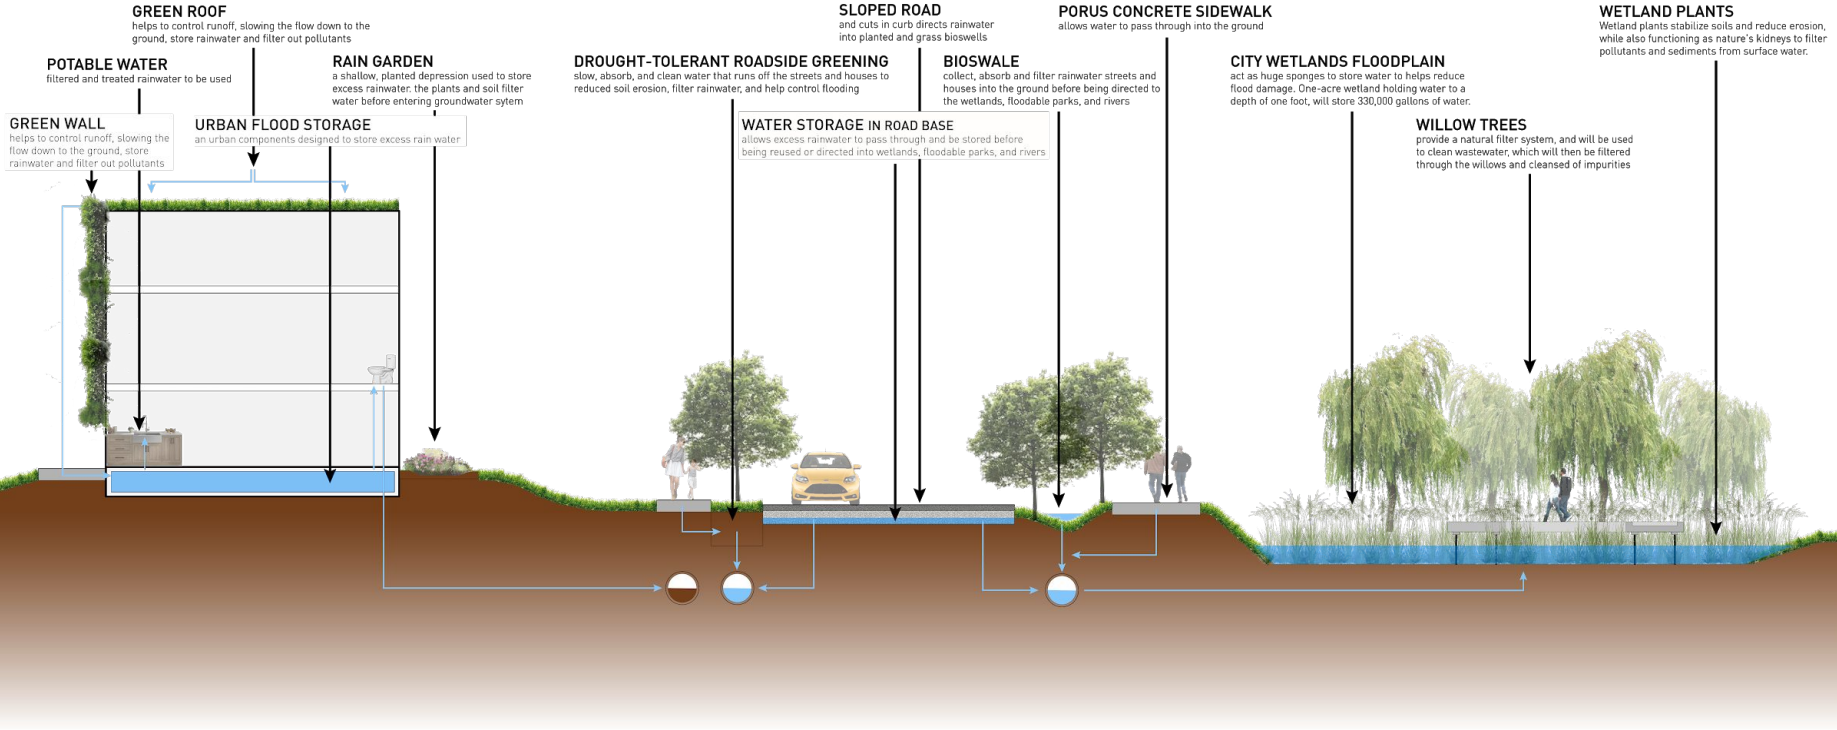 GREEN ROOF
helps to control runoff, slowing the flow down to the
ground, store rainwater and filter out pollutants
POTABLE WATER
filtered and treated rainwater to be used
GREEN WALL
helps to control runoff, slowing the
flow down to the ground, store
rainwater and filter out pollutants
URBAN FLOOD STORAGE
an urban components designed to store excess rain water
RAIN GARDEN
a shallow, planted depression used to store
excess rainwater. the plants and soil filter
water before entering groundwater sytem
DROUGHT-TOLERANT ROADSIDE GREENING
slow, absorb, and clean water that runs off the streets and houses to
reduced soil erosion, filter rainwater, and help control flooding
SLOPED ROAD
and cuts in curb directs rainwater
into planted and grass bioswells
WATER STORAGE IN ROAD BASE
allows excess rainwater to pass through and be stored before
being reused or directed into wetlands, floodable parks, and rivers
BIOSWALE
collect, absorb and filter rainwater streets and
houses into the ground before being directed to
the wetlands, floodable parks, and rivers
PORUS CONCRETE SIDEWALK
allows water to pass through into the ground
CITY WETLANDS FLOODPLAIN
act as huge sponges to store water to helps reduce
flood damage. One-acre wetland holding water to a
depth of one foot, will store 330,000 gallons of water.
WILLOW TREES
provide a natural filter system, and will be used
to clean wastewater, which will then be filtered
through the willows and cleansed of impurities
WETLAND PLANTS
Wetland plants stabilize soils and reduce erosion,
while also functioning as nature's kidneys to filter
pollutants and sediments from surface water.